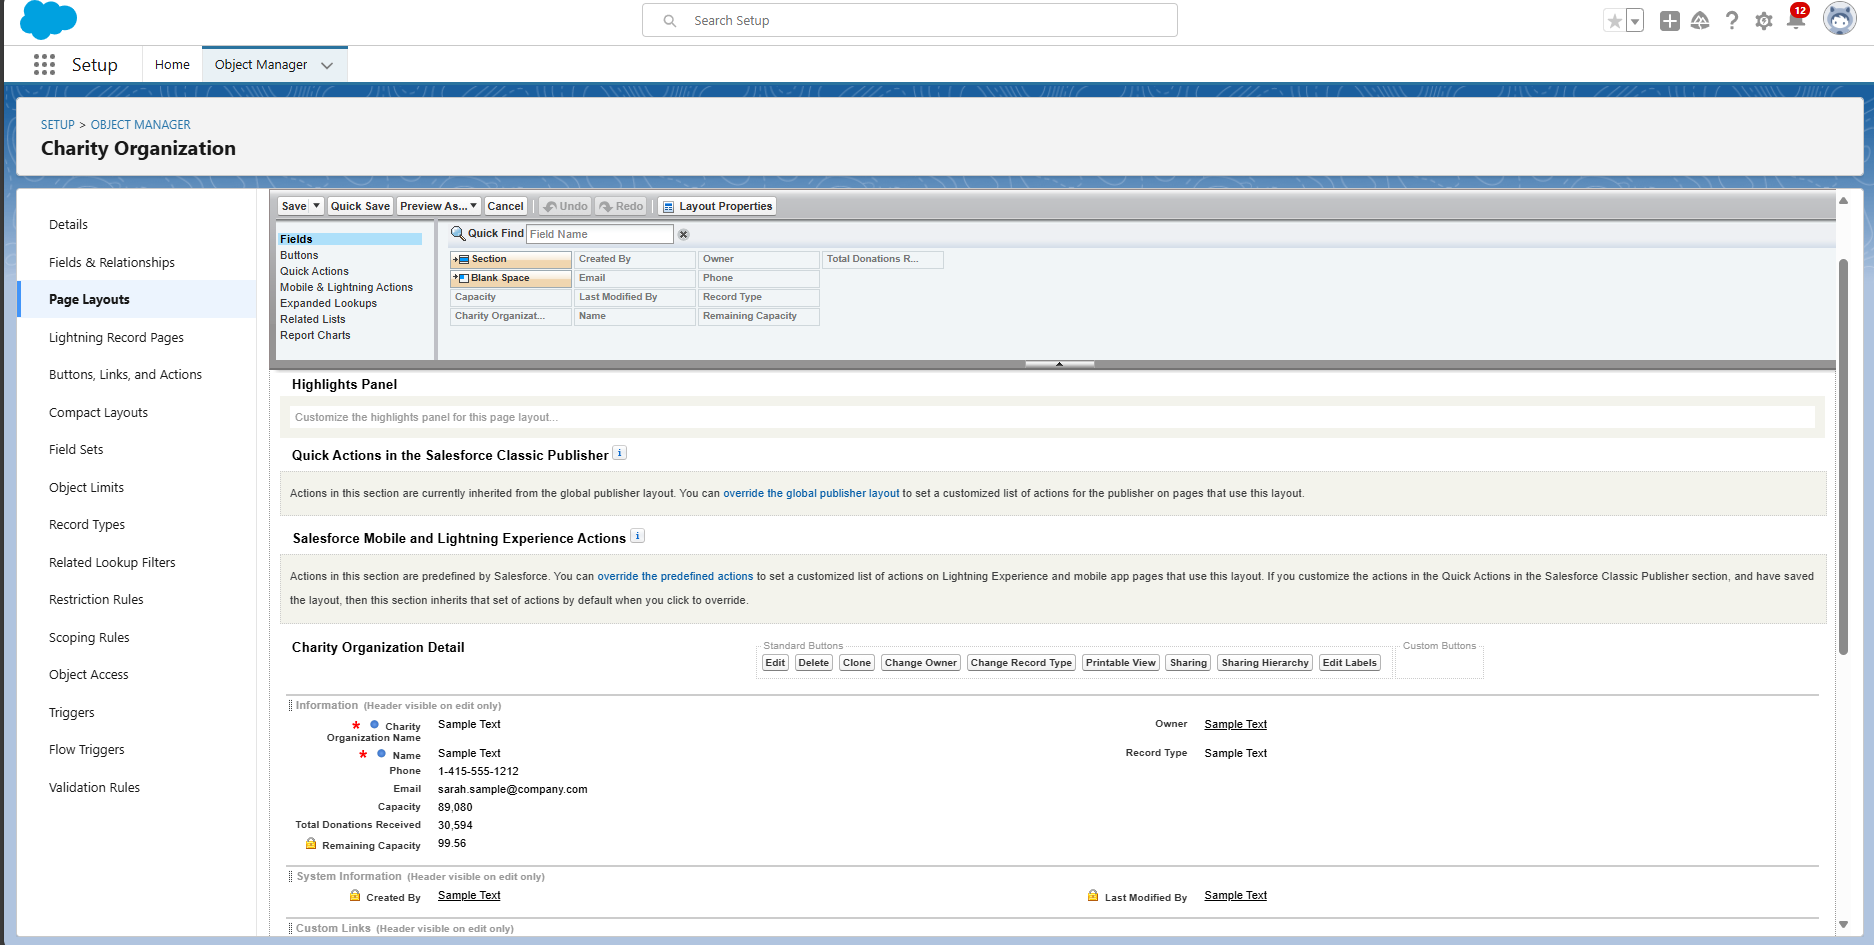 Search Setup
12
Setup
Home
Object Manager
SETUP > OBJECT MANAGER
Charity Organization
Details
Fields & Relationships
Page Layouts
Lightning Record Pages
Buttons, Links, and Actions
Compact Layouts
Field Sets
Object Limits
Record Types
Related Lookup Filters
Restriction Rules
Scoping Rules
Object Access
Triggers
Flow Triggers
Validation Rules
Save
Quick Save
Preview As...
Cancel
Undo
Redo
Layout Properties
Fields
Buttons
Quick Actions
Mobile & Lightning Actions
Expanded Lookups
Related Lists
Report Charts
Quick Find
Field Name
Section
Created By
Owner
Total Donations R...
Blank Space
Email
Phone
Capacity
Last Modified By
Record Type
Charity Organizat...
Name
Remaining Capacity
Highlights Panel
Customize the highlights panel for this page layout...
Quick Actions in the Salesforce Classic Publisher i
Actions in this section are currently inherited from the global publisher layout. You can override the global publisher layout to set a customized list of actions for the publisher on pages that use this layout.
Salesforce Mobile and Lightning Experience Actions i
Actions in this section are predefined by Salesforce. You can override the predefined actions to set a customized list of actions on Lightning Experience and mobile app pages that use this layout. If you customize the actions in the Quick Actions in the Salesforce Classic Publisher section, and have saved
the layout, then this section inherits that set of actions by default when you click to override.
Charity Organization Detail
Standard Buttons
Edit
Delete
Clone
Change Owner
Change Record Type
Printable View
Sharing
Sharing Hierarchy
Edit Labels
Custom Buttons
Information (Header visible on edit only)
* Charity
Organization Name
Sample Text
Owner
Sample Text
* Name
Sample Text
Record Type
Sample Text
Phone
1-415-555-1212
Email
sarah.sample@company.com
Capacity
89,080
Total Donations Received
30,594
Remaining Capacity
99.56
System Information (Header visible on edit only)
Created By
Sample Text
Last Modified By
Sample Text
Custom Links (Header visible on edit only)